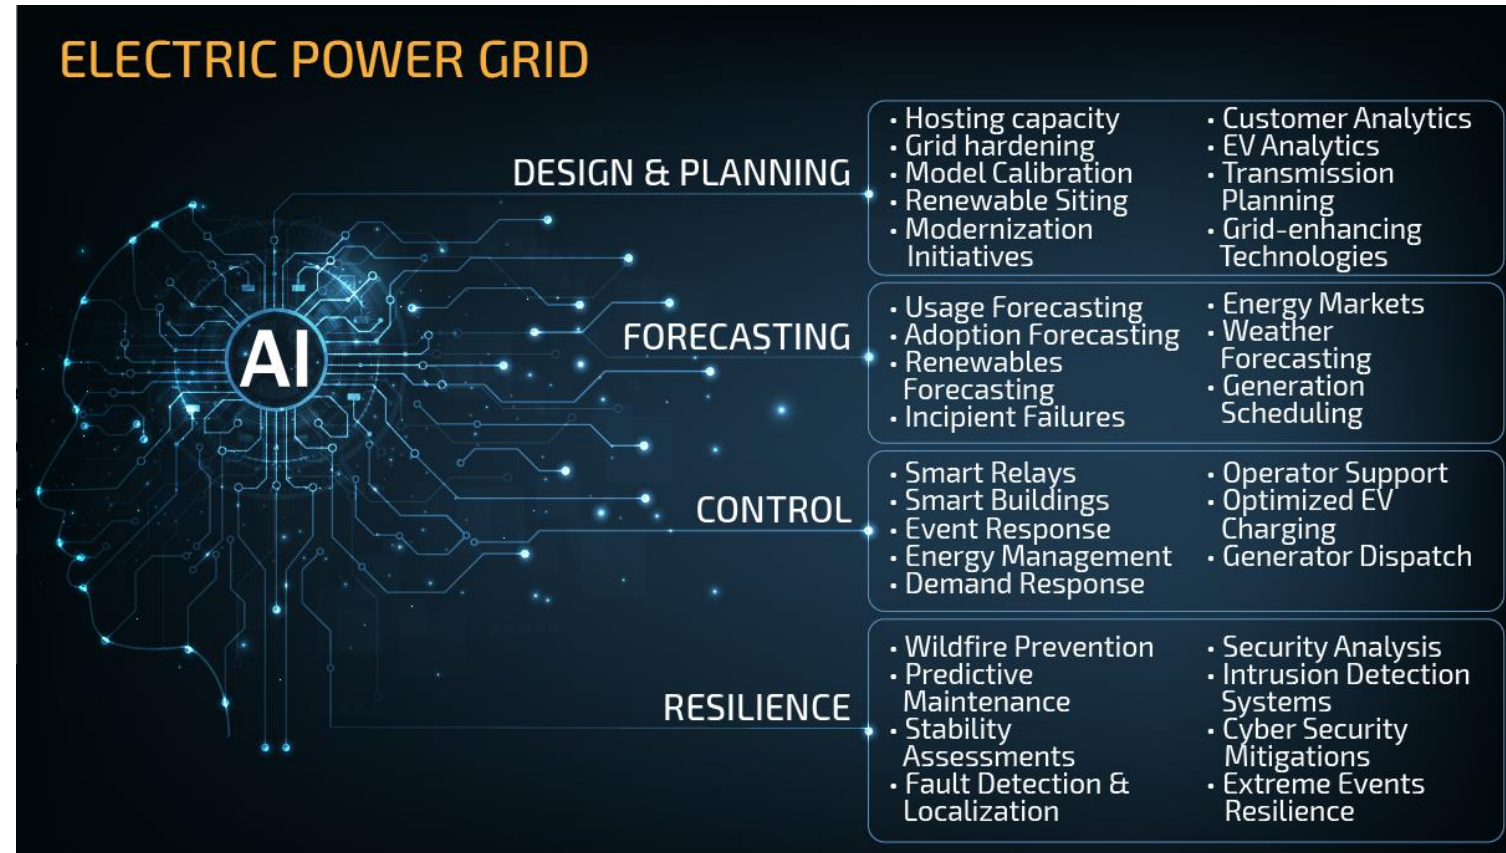 ELECTRIC POWER GRID
AI
DESIGN & PLANNING
• Hosting capacity
• Grid hardening
• Model Calibration
• Renewable Siting
• Modernization
Initiatives
• Customer Analytics
• EV Analytics
• Transmission
Planning
• Grid-enhancing
Technologies
FORECASTING
• Usage Forecasting
• Adoption Forecasting
• Renewables
Forecasting
• Incipient Failures
• Energy Markets
• Weather
Forecasting
• Generation
Scheduling
CONTROL
• Smart Relays
• Smart Buildings
• Event Response
• Energy Management
• Demand Response
• Operator Support
• Optimized EV
Charging
• Generator Dispatch
RESILIENCE
• Wildfire Prevention
• Predictive
Maintenance
• Stability
Assessments
• Fault Detection &
Localization
• Security Analysis
• Intrusion Detection
Systems
• Cyber Security
Mitigations
• Extreme Events
Resilience